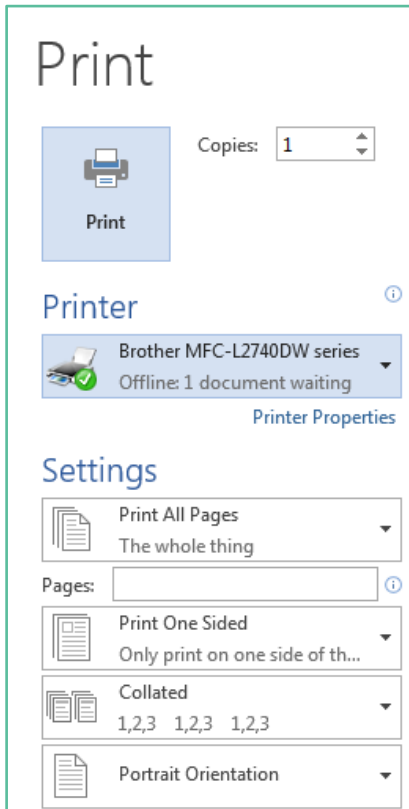 Print
Copies: 1
Print
Printer
Brother MFC-L2740DW series
Offline: 1 document waiting
Printer Properties
Settings
Print All Pages
The whole thing
Pages:
Print One Sided
Only print on one side of th...
Collated
1,2,3 1,2,3 1,2,3
Portrait Orientation